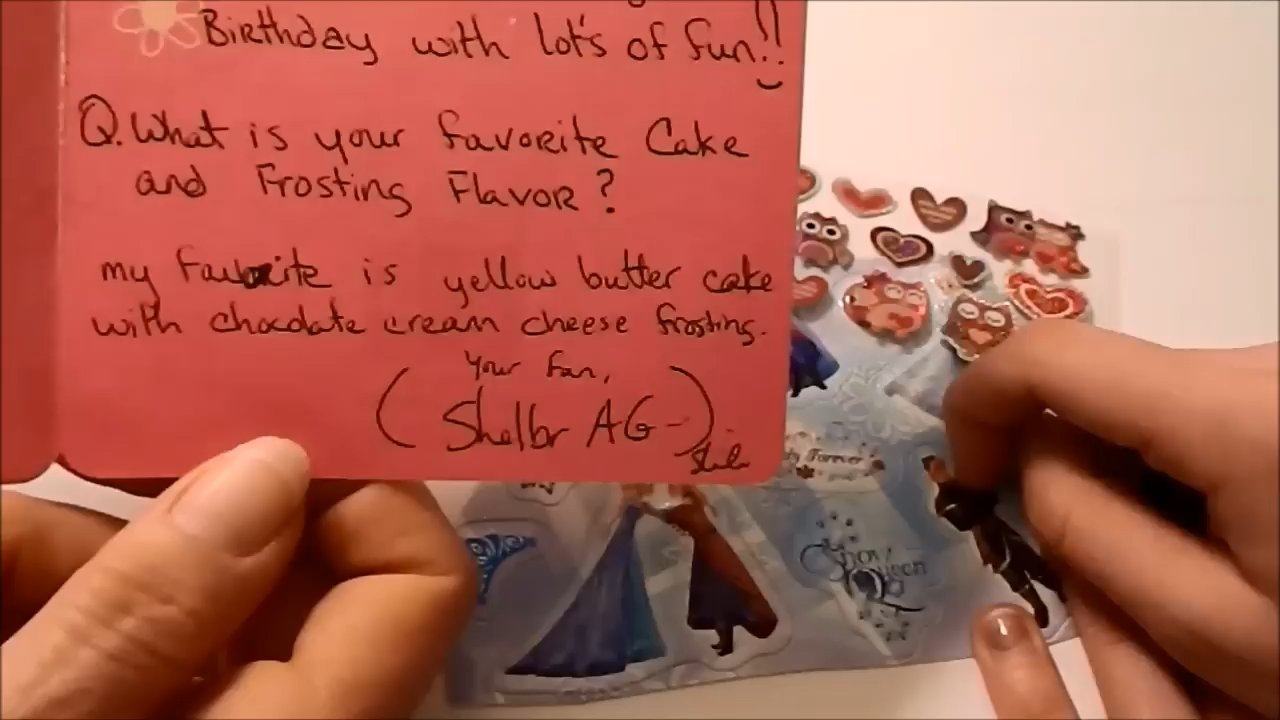 Birthday with lot's of fun!!
Q. What is your favorite Cake
and Frosting Flavor?
my favorite is yellow butter cake
with chocolate cream cheese frosting.
Your fan,
(Shelbr AG)
Forever
Snow
Queen